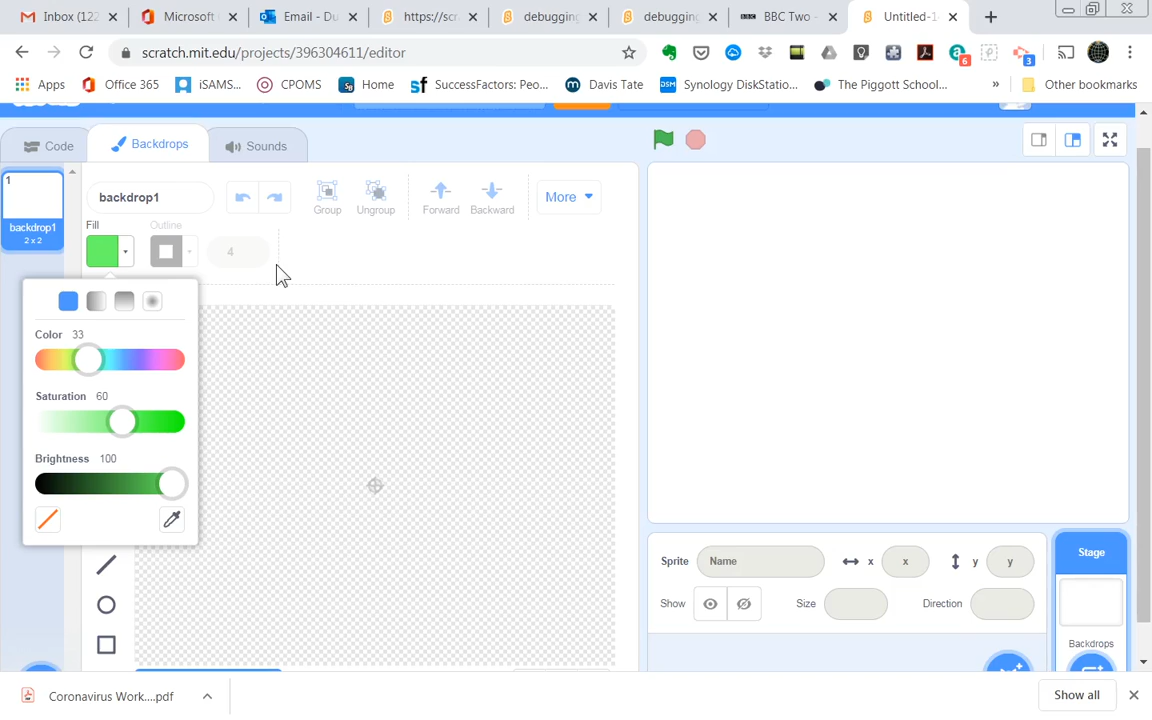 Inbox (122
Microsoft
Email - Du
https://scr
debugging
debugging
BBC Two -
Untitled-1
scratch.mit.edu/projects/396304611/editor
6
3
Apps
Office 365
iSAMS...
CPOMS
Home
SuccessFactors: Peo...
Davis Tate
Synology DiskStatio...
The Piggott School...
»
Other bookmarks
Code
Backdrops
Sounds
1
backdrop1
2 x 2
backdrop1
Group
Ungroup
Forward
Backward
More
Fill
Outline
4
Color 33
Saturation 60
Brightness 100
Sprite
Name
x
x
y
y
Show
Size
Direction
Stage
Backdrops
Coronavirus Work....pdf
Show all